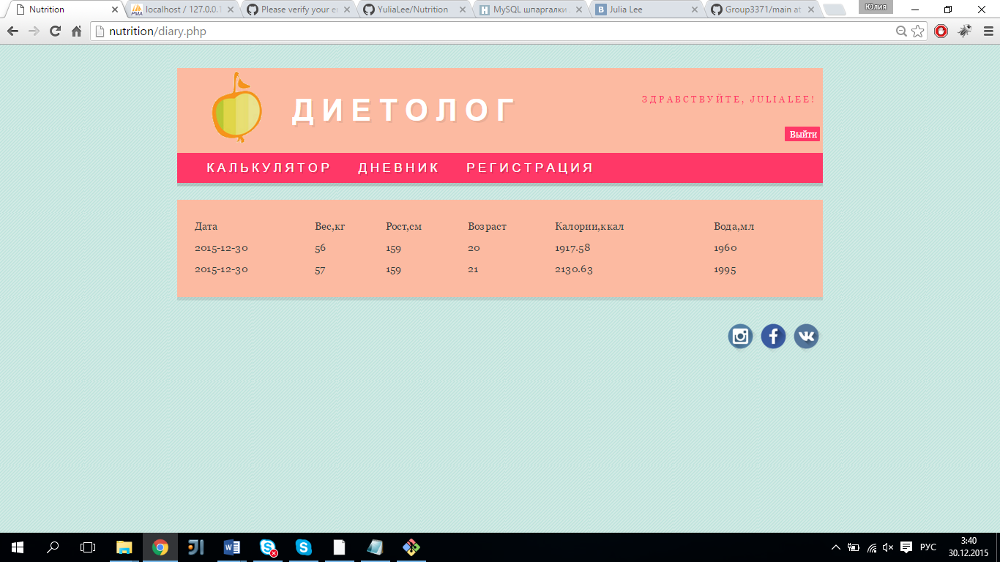 Nutrition
localhost / 127.0.0.1
Please verify your e
YuliaLee/Nutrition
MySQL шпаргалки
Julia Lee
Group3371/main at
Юлия
nutrition/diary.php
ДИЕТОЛОГ
ЗДРАВСТВУЙТЕ, JULIALEE!
Выйти
КАЛЬКУЛЯТОР ДНЕВНИК РЕГИСТРАЦИЯ
Дата Вес,кг Рост,см Возраст Калории,ккал Вода,мл
2015-12-30 56 159 20 1917.58 1960
2015-12-30 57 159 21 2130.63 1995
РУС
3:40
30.12.2015